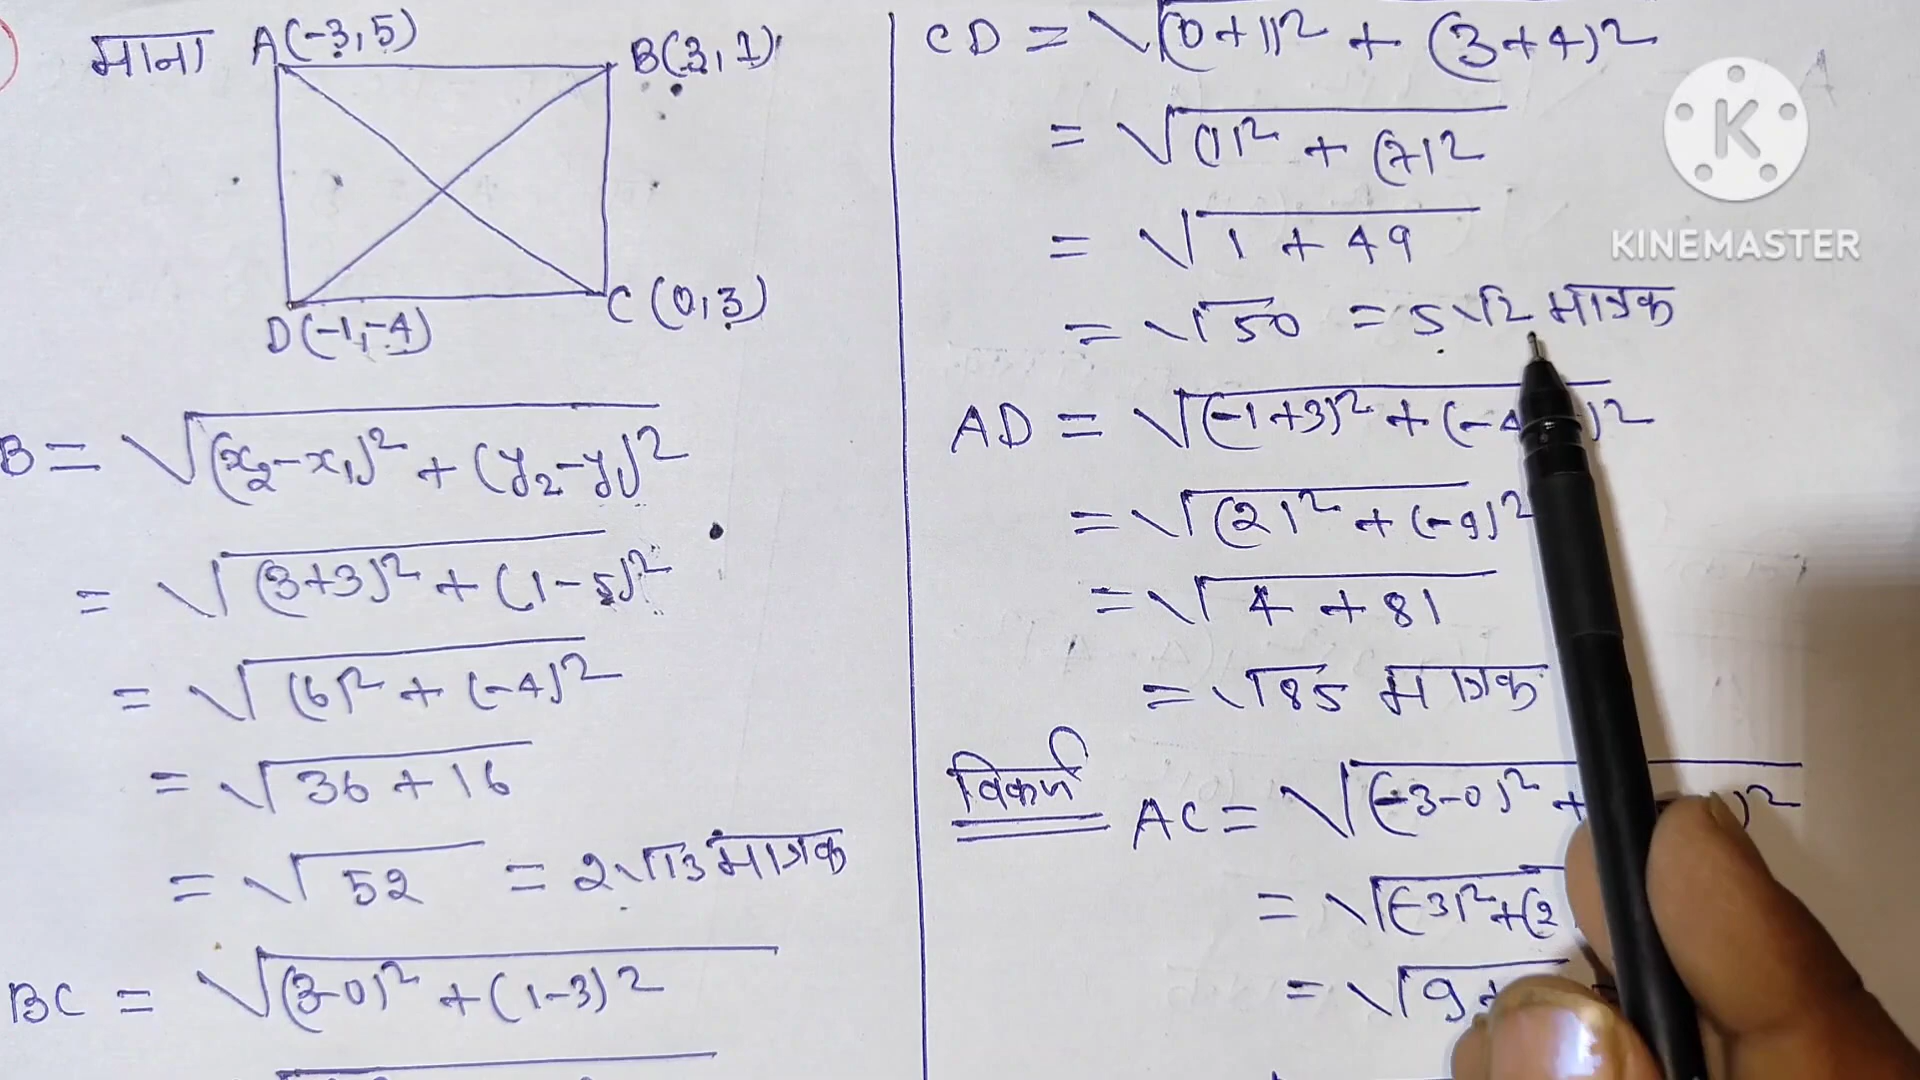 माना A(-3,5)
B(3,1)
D(-1,-4)
C(0,3)
B = √(x₂-x₁)² + (y₂-y₁)²
= √(3+3)² + (1-5)²
= √(6)² + (-4)²
= √36 + 16
= √52 = 2√13 मात्रक
BC = √(3-0)² + (1-3)²
CD = √(0+1)² + (3+4)²
= √(1)² + (7)²
= √1 + 49
= √50 = 5√2 मात्रक
AD = √(-1+3)² + (-4 )²
= √(2)² + (-9)²
= √4 + 81
= √85 मात्रक
विकर्ण AC = √(-3-0)² + )²
= √(-3)² + (2
= √9+
K
KINEMASTER